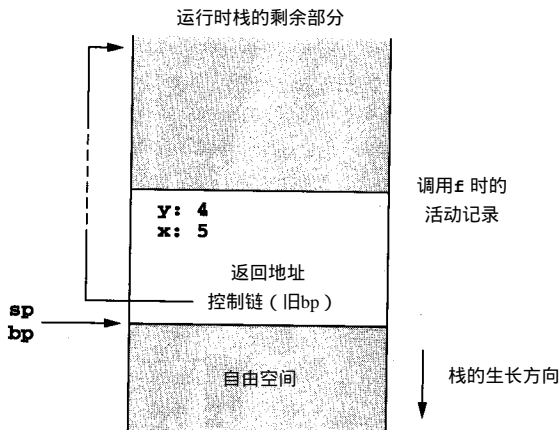 运行时栈的剩余部分
调用f 时的
活动记录
y: 4
x: 5
返回地址
控制链（旧bp）
sp
bp
自由空间
栈的生长方向